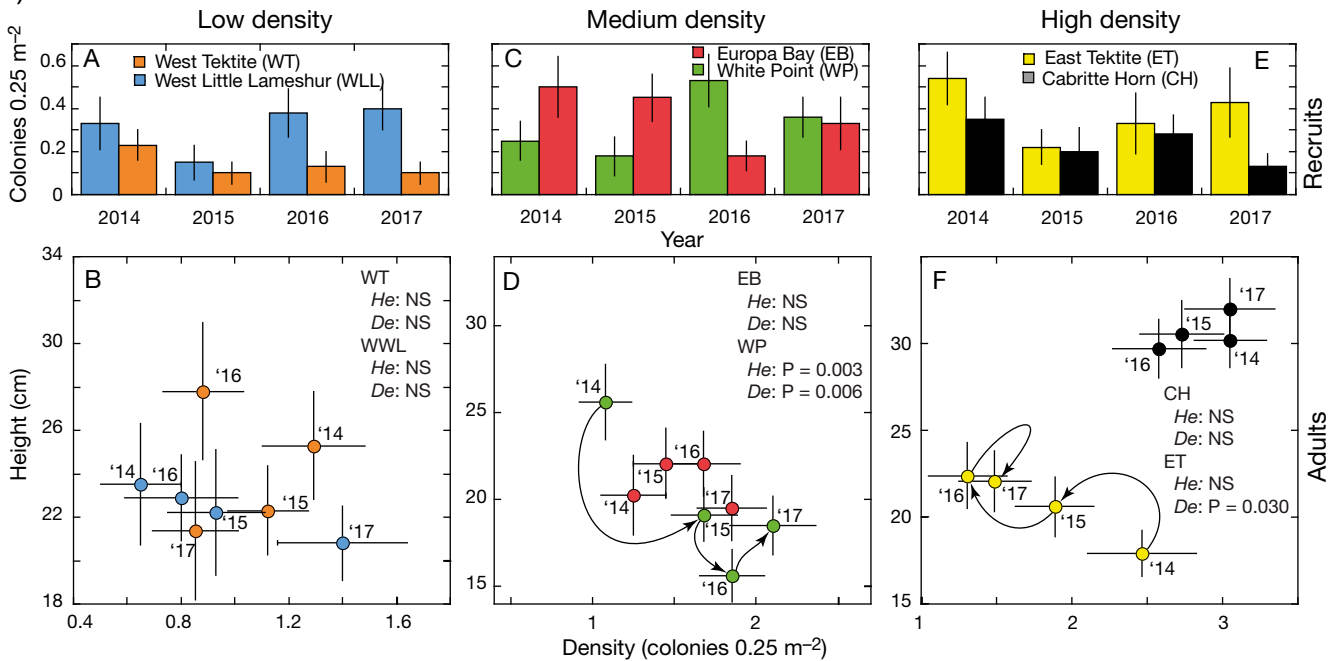 Low density
Medium density
High density
Colonies 0.25 m⁻²
0.6
0.4
0.2
0
A
West Tektite (WT)
West Little Lameshur (WLL)
2014 2015 2016 2017
C
Europa Bay (EB)
White Point (WP)
2014 2015 2016 2017
Year
E
East Tektite (ET)
Cabritte Horn (CH)
2014 2015 2016 2017
Recruits
Height (cm)
34
30
26
22
18
B
WT
He: NS
De: NS
WWL
He: NS
De: NS
‘16
‘14
‘14
‘16
‘15
‘15
‘17
‘17
0.4 0.8 1.2 1.6
D
30
25
20
15
EB
He: NS
De: NS
WP
He: P = 0.003
De: P = 0.006
‘14
‘16
‘15
‘14
‘17
‘17
‘15
‘16
1 2
Density (colonies 0.25 m⁻²)
F
30
25
20
15
‘17
‘15
‘16
‘14
CH
He: NS
De: NS
ET
He: NS
De: P = 0.030
‘16
‘17
‘15
‘14
1 2 3
Adults